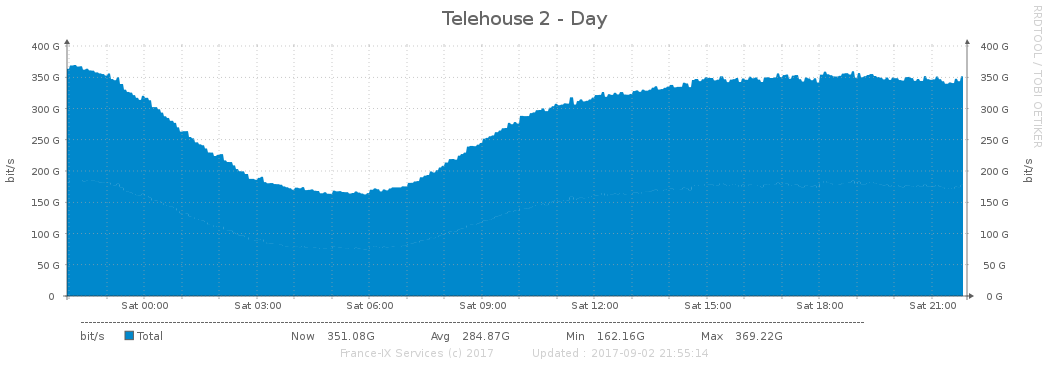 Telehouse 2 - Day
RRDTOOL / TOBI OETIKER
bit/s
400 G
350 G
300 G
250 G
200 G
150 G
100 G
50 G
0
400 G
350 G
300 G
250 G
200 G
150 G
100 G
50 G
0 G
bit/s
Sat 00:00 Sat 03:00 Sat 06:00 Sat 09:00 Sat 12:00 Sat 15:00 Sat 18:00 Sat 21:00
bit/s Total Now 351.08G Avg 284.87G Min 162.16G Max 369.22G
France-IX Services (c) 2017 Updated : 2017-09-02 21:55:14